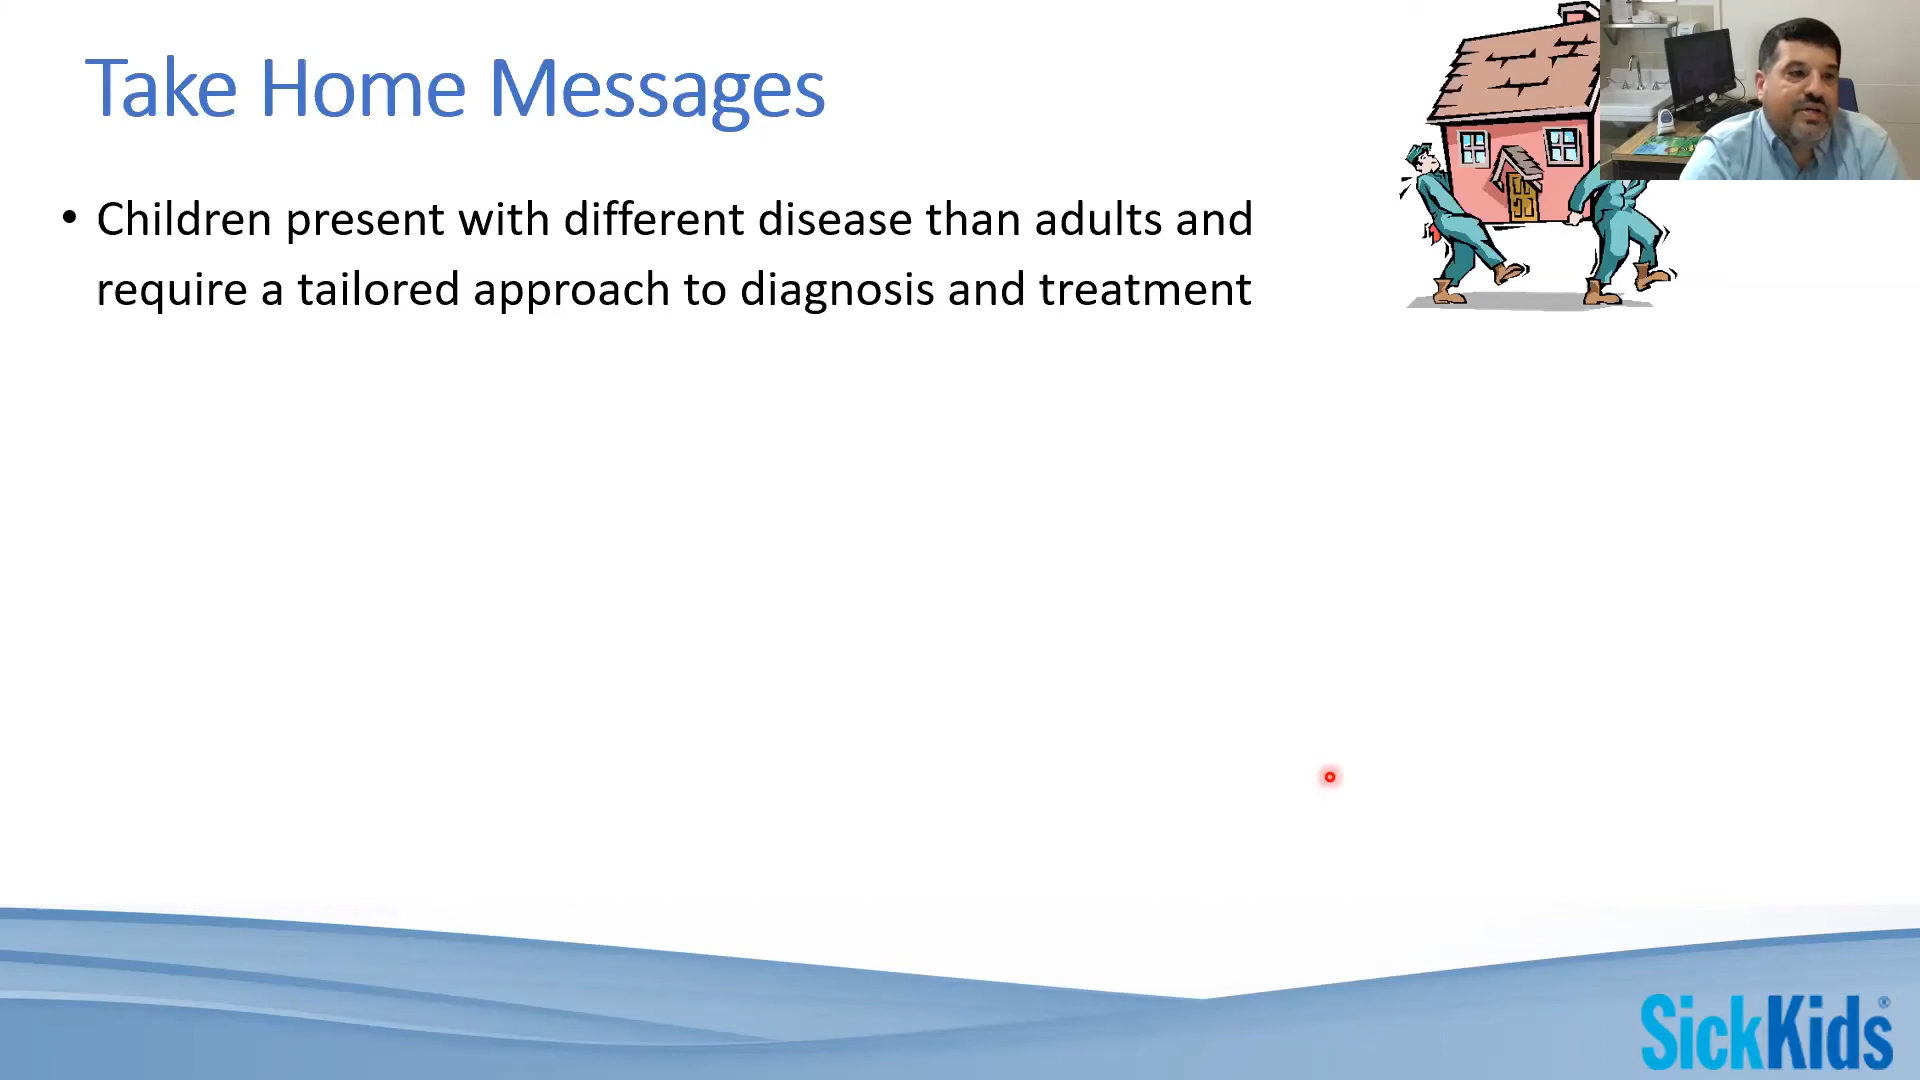 Take Home Messages
• Children present with different disease than adults and
require a tailored approach to diagnosis and treatment
SickKids®